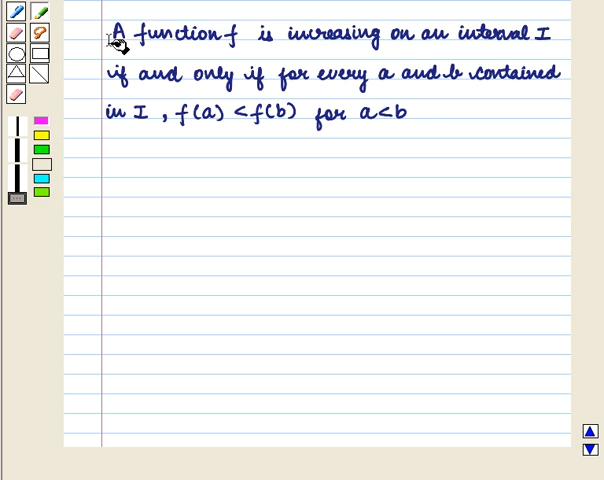 A function f is increasing on an interval I
if and only if for every a and b contained
in I , f(a) < f(b) for a < b